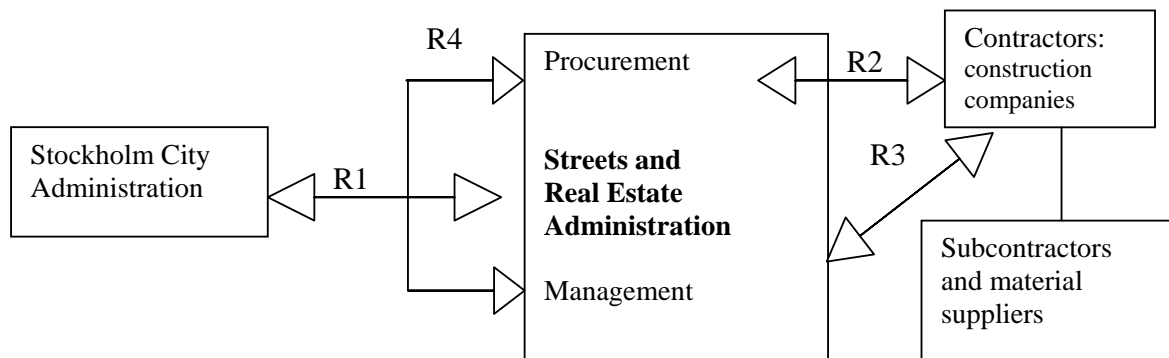 Stockholm City
Administration
R1
R4
Procurement
Streets and
Real Estate
Administration
Management
R2
R3
Contractors:
construction
companies
Subcontractors
and material
suppliers